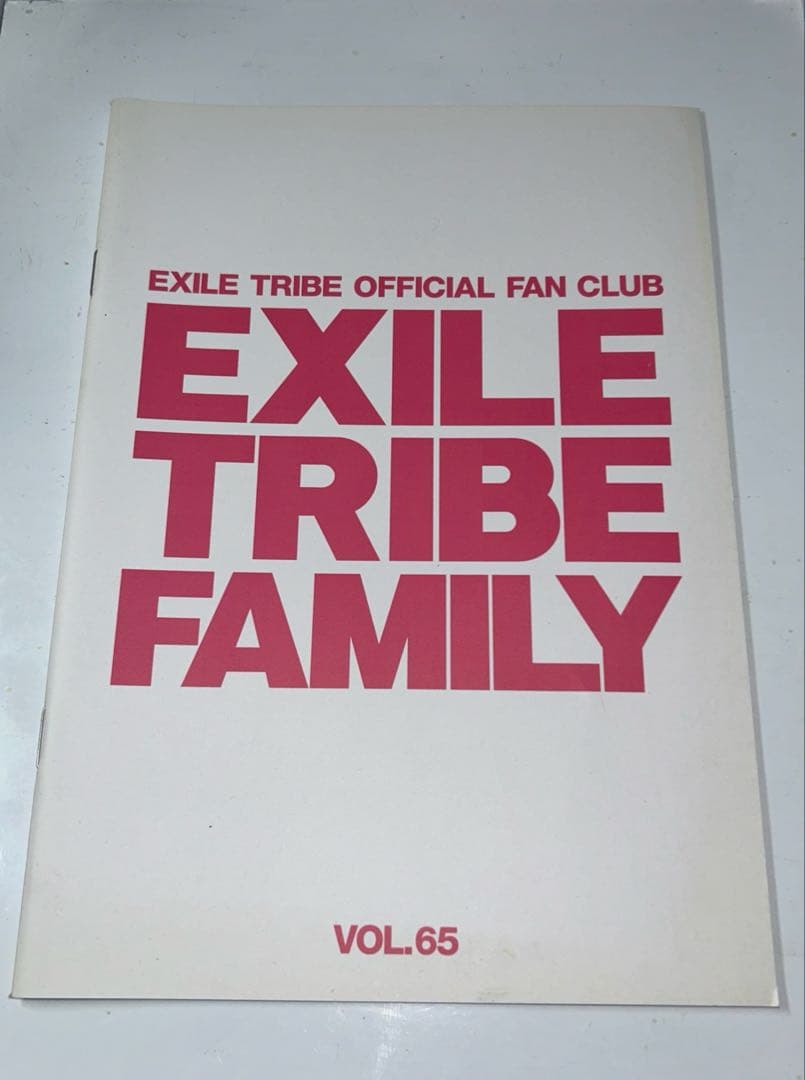 EXILE TRIBE OFFICIAL FAN CLUB
EXILE
TRIBE
FAMILY
VOL.65